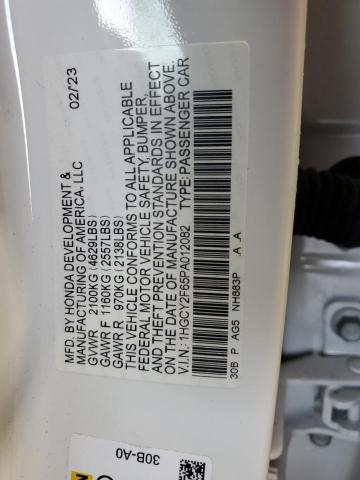 MFD. BY HONDA DEVELOPMENT & 02/23
MANUFACTURING OF AMERICA, LLC
GVWR 2100KG (4629LBS)
GAWR F 1160KG (2557LBS)
GAWR R 970KG (2138LBS)
THIS VEHICLE CONFORMS TO ALL APPLICABLE
FEDERAL MOTOR VEHICLE SAFETY, BUMPER,
AND THEFT PREVENTION STANDARDS IN EFFECT
ON THE DATE OF MANUFACTURE SHOWN ABOVE.
V.I.N.: 1HGCY2F65PA012082 TYPE: PASSENGER CAR
30B P AG5 NH883P A A
30B-A0